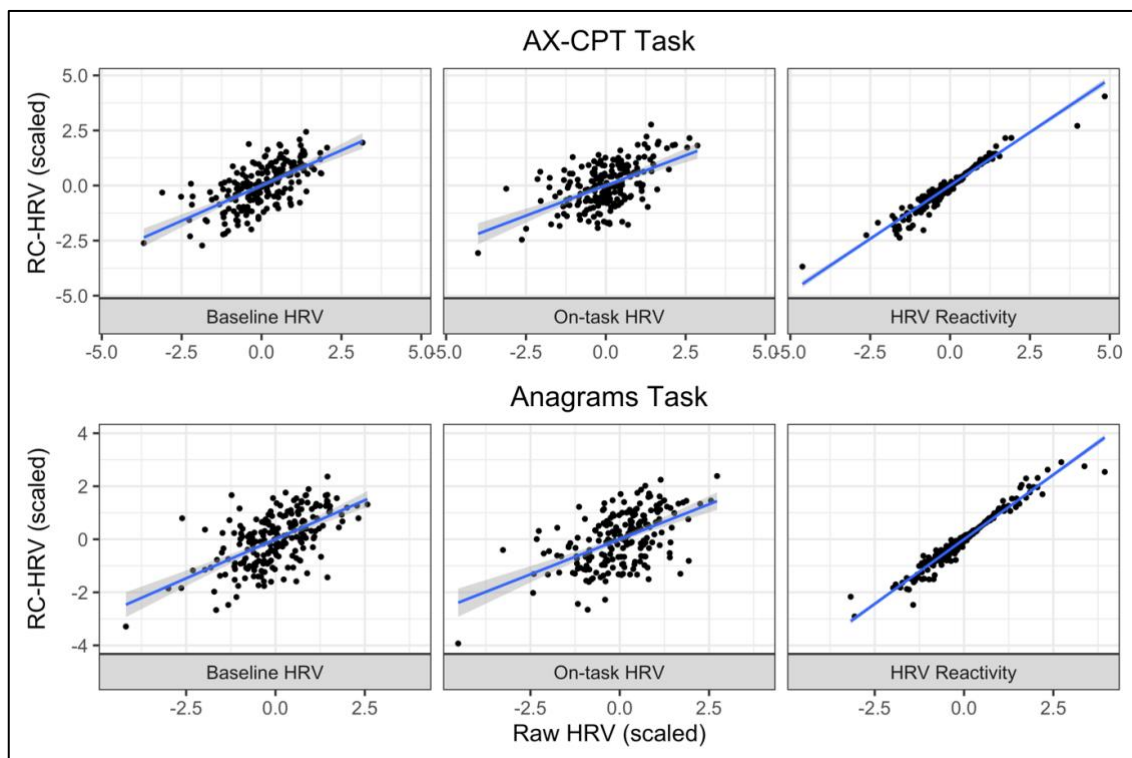 AX-CPT Task
RC-HRV (scaled)
5.0
2.5
0.0
-2.5
-5.0
Baseline HRV
On-task HRV
HRV Reactivity
-5.0 -2.5 0.0 2.5 5.0 -5.0 -2.5 0.0 2.5 5.0 -5.0 -2.5 0.0 2.5 5.0
Anagrams Task
RC-HRV (scaled)
4
2
0
-2
-4
Baseline HRV
On-task HRV
HRV Reactivity
-2.5 0.0 2.5 -2.5 0.0 2.5 -2.5 0.0 2.5
Raw HRV (scaled)